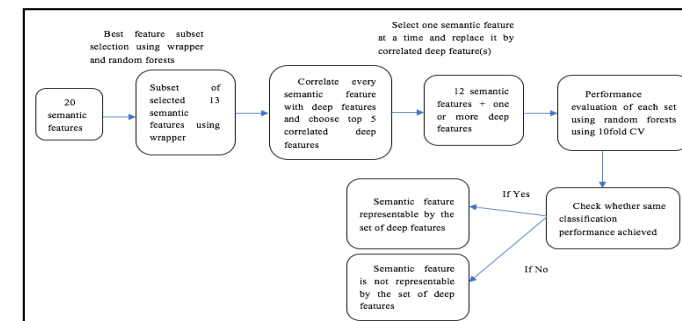 Best feature subset
selection using wrapper
and random forests
Select one semantic feature
at a time and replace it by
correlated deep feature(s)
20
semantic
features
Subset of
selected 13
semantic
features using
wrapper
Correlate every
semantic feature
with deep features
and choose top 5
correlated deep
features
12 semantic
features + one
or more deep
features
Performance
evaluation of each set
using random forests
using 10fold CV
Check whether same
classification
performance achieved
If Yes
Semantic feature
representable by the
set of deep features
If No
Semantic feature
is not representable
by the set of deep
features